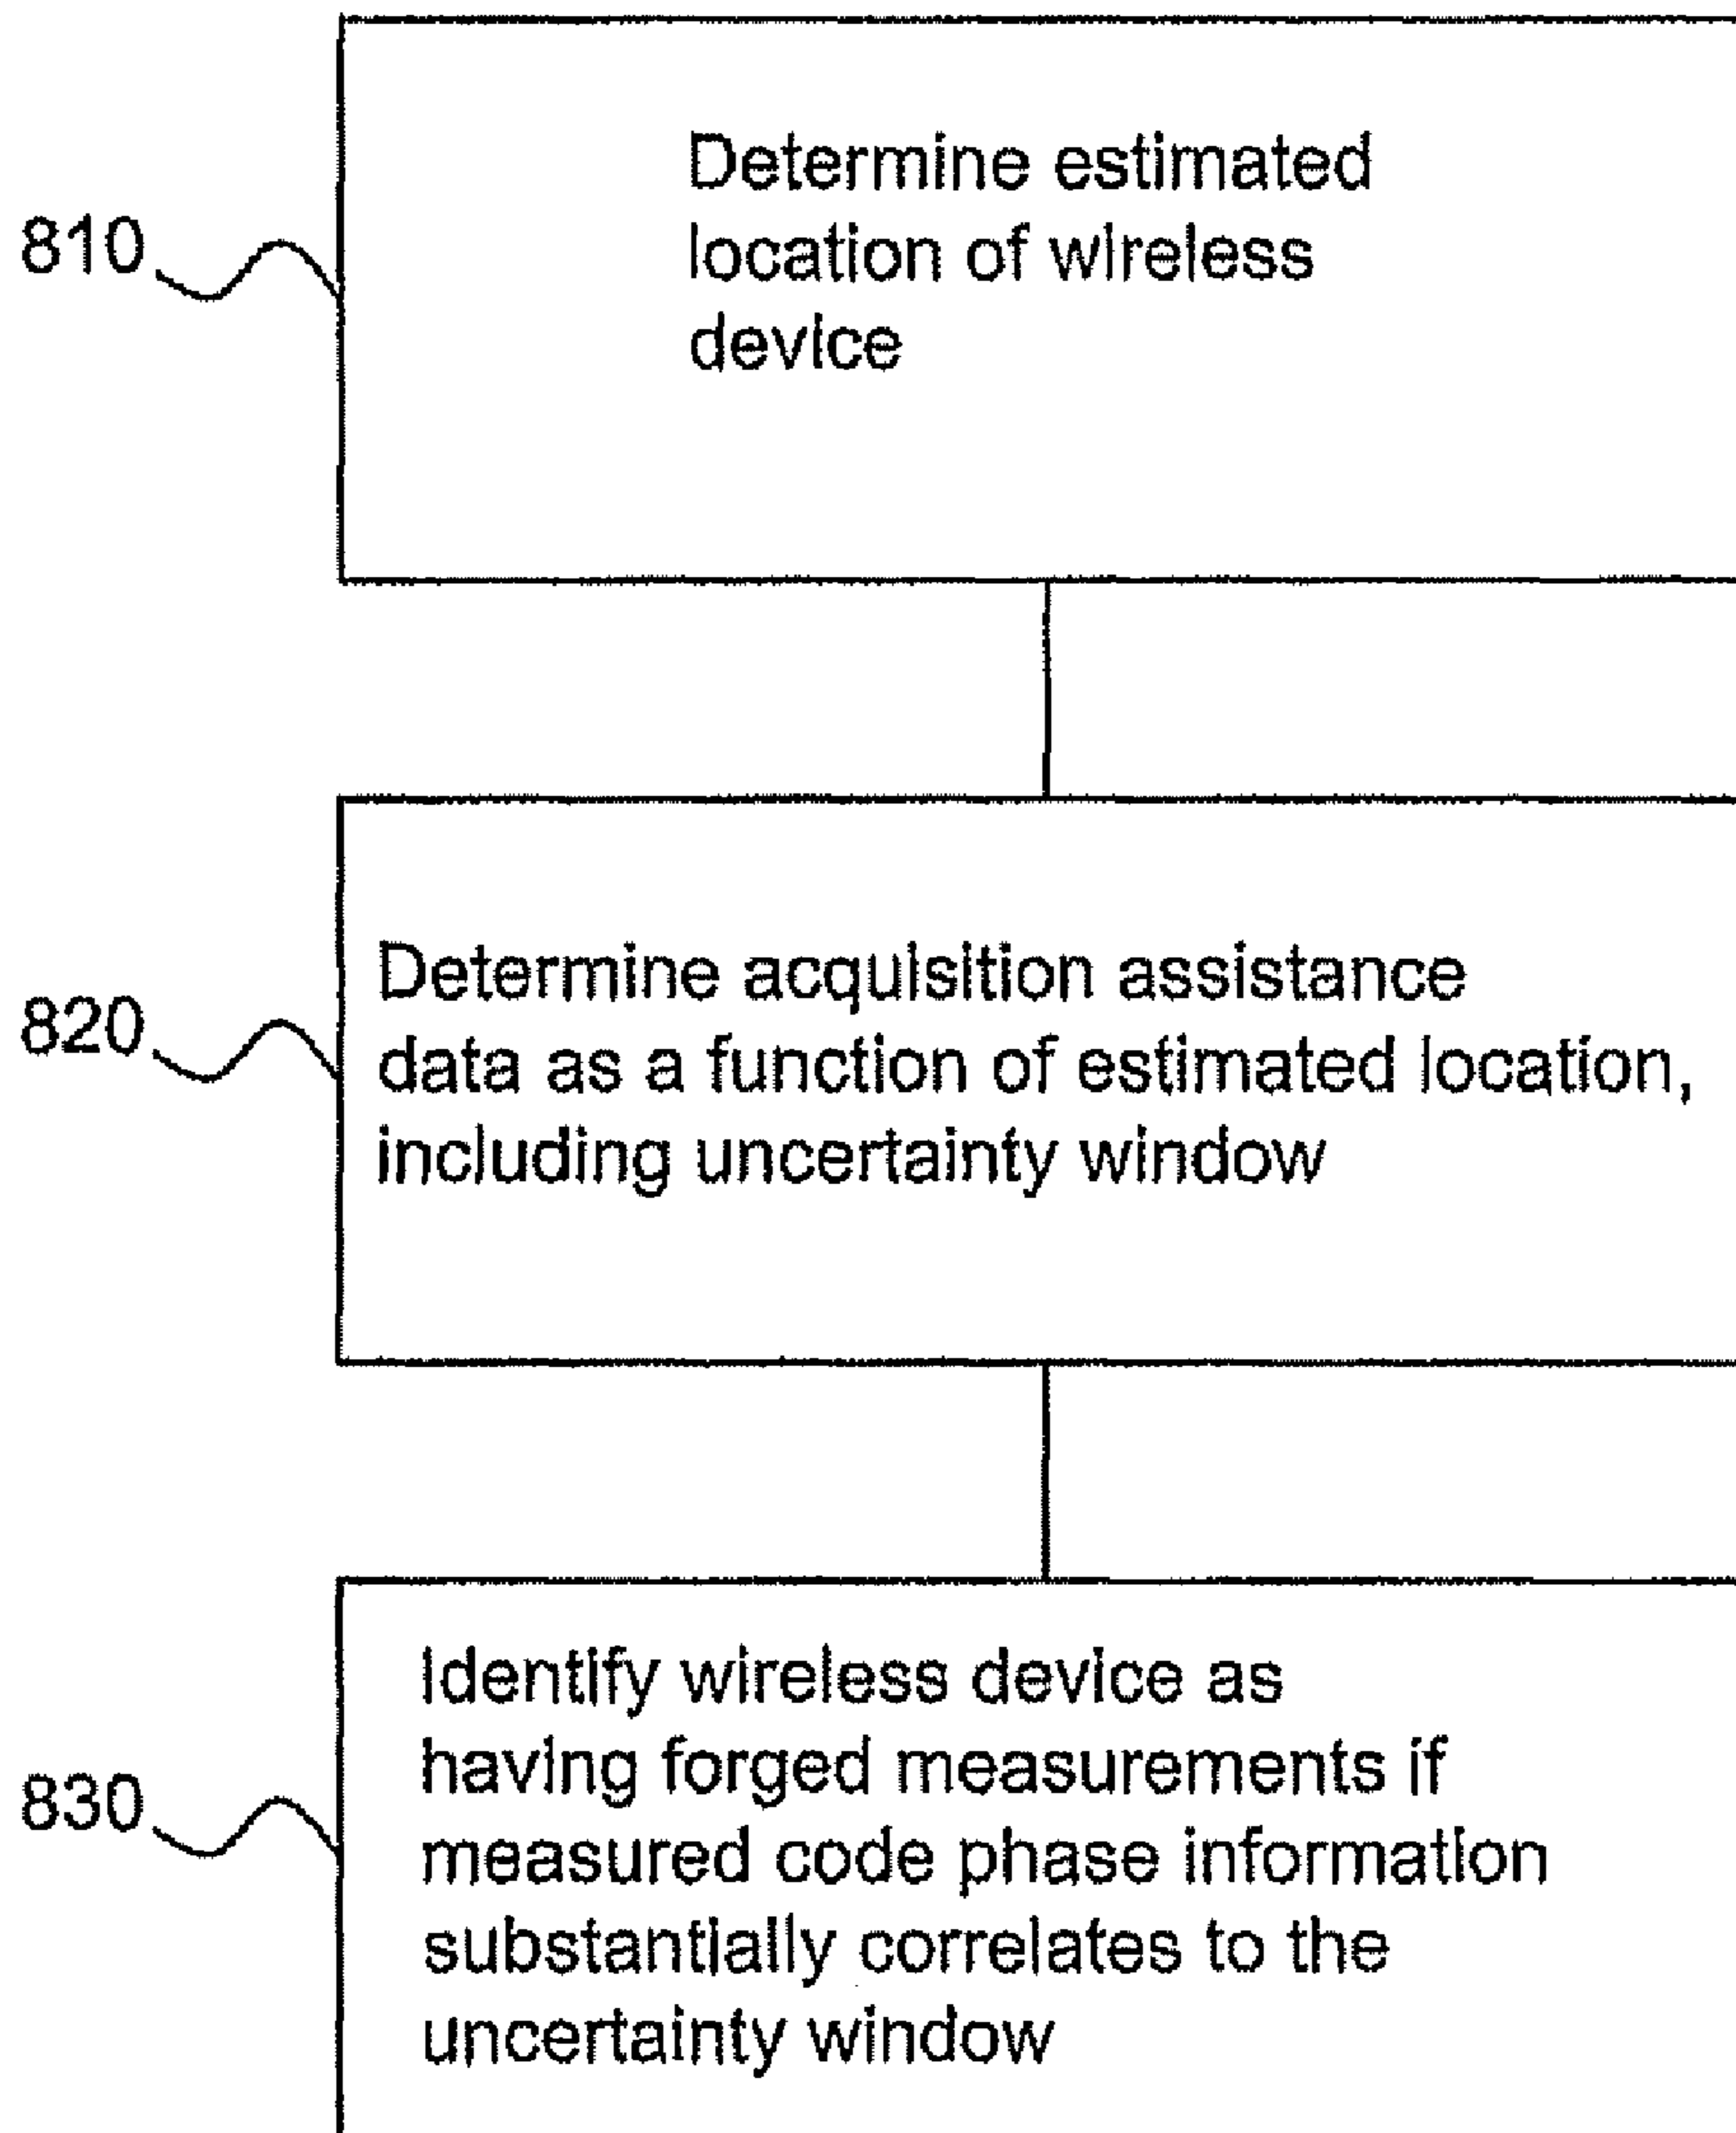 810
Determine estimated
location of wireless
device
820
Determine acquisition assistance
data as a function of estimated location,
including uncertainty window
830
Identify wireless device as
having forged measurements if
measured code phase information
substantially correlates to the
uncertainty window